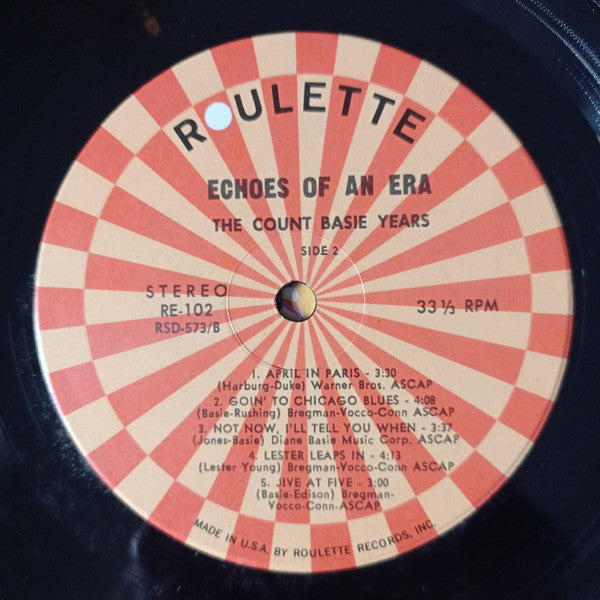 ROULETTE
ECHOES OF AN ERA
THE COUNT BASIE YEARS
SIDE 2
STEREO
RE-102
RSD-573/B
33 1/3 RPM
1. APRIL IN PARIS - 3:30
(Harburg-Duke) Warner Bros. ASCAP
2. GOIN' TO CHICAGO BLUES - 4:08
(Basie-Rushing) Bregman-Vocco-Conn ASCAP
3. NOT NOW, I'LL TELL YOU WHEN - 3:37
(Jones-Basie) Diane Basie Music Corp. ASCAP
4. LESTER LEAPS IN - 4:13
(Lester Young) Bregman-Vocco-Conn ASCAP
5. JIVE AT FIVE - 3:00
(Basie-Edison) Bregman-
Vocco-Conn-ASCAP
MADE IN U.S.A. BY ROULETTE RECORDS, INC.